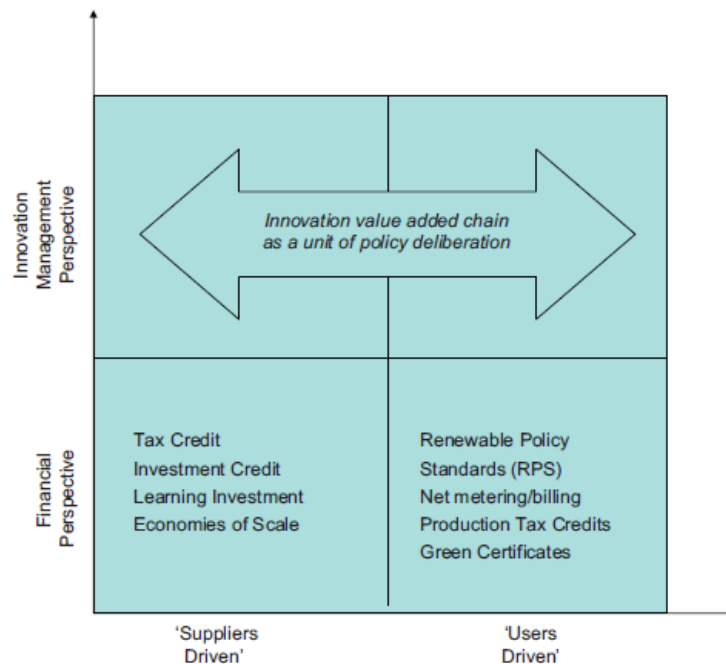 Innovation
Management
Perspective
Innovation value added chain
as a unit of policy deliberation
Financial
Perspective
Tax Credit
Investment Credit
Learning Investment
Economies of Scale
Renewable Policy
Standards (RPS)
Net metering/billing
Production Tax Credits
Green Certificates
‘Suppliers
Driven’
‘Users
Driven’